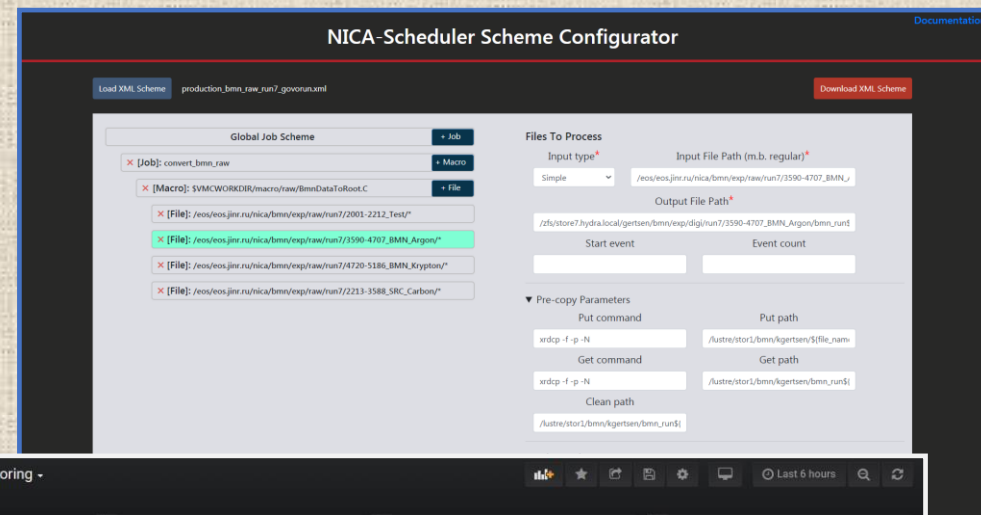 Documentatio
NICA-Scheduler Scheme Configurator
Load XML Scheme production_bmn_raw_run7_govorun.xml Download XML Scheme
Global Job Scheme + Job
× [Job]: convert_bmn_raw + Macro
× [Macro]: $VMCWORKDIR/macro/raw/BmnDataToRoot.C + File
× [File]: /eos/eos.jinr.ru/nica/bmn/exp/raw/run7/2001-2212_Test/*
× [File]: /eos/eos.jinr.ru/nica/bmn/exp/raw/run7/3590-4707_BMN_Argon/*
× [File]: /eos/eos.jinr.ru/nica/bmn/exp/raw/run7/4720-5186_BMN_Krypton/*
× [File]: /eos/eos.jinr.ru/nica/bmn/exp/raw/run7/2213-3588_SRC_Carbon/*
Files To Process
Input type* Input File Path (m.b. regular)*
Simple /eos/eos.jinr.ru/nica/bmn/exp/raw/run7/3590-4707_BMN_
Output File Path*
/zfs/store7.hydra.local/gertsen/bmn/exp/digi/run7/3590-4707_BMN_Argon/bmn_run$
Start event Event count
▼ Pre-copy Parameters
Put command Put path
xrdcp -f -p -N /lustre/stor1/bmn/kgertsen/${file_nam
Get command Get path
xrdcp -f -p -N /lustre/stor1/bmn/kgertsen/bmn_run${
Clean path
/lustre/stor1/bmn/kgertsen/bmn_run${
oring Last 6 hours